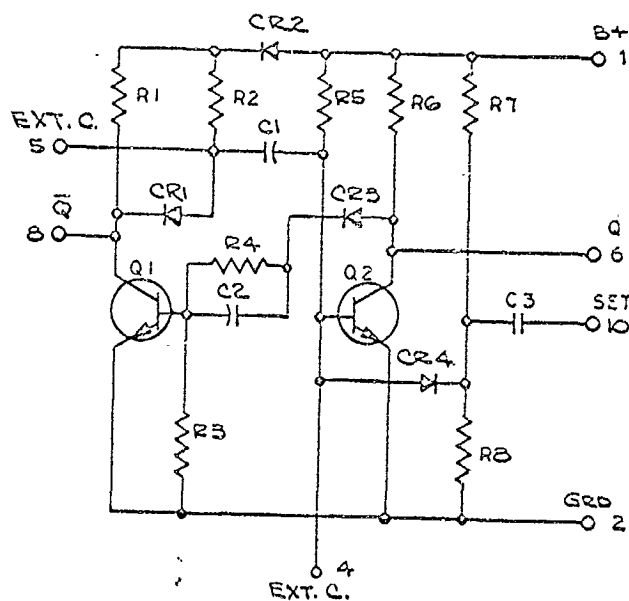 CR2
B+
1
R1
R2
R5
R6
R7
EXT. C.
5
C1
CR1
CR3
Q̄
8
R4
Q
6
Q1
C2
Q2
C3
SET
10
CR4
R3
R8
GRD
2
4
EXT. C.